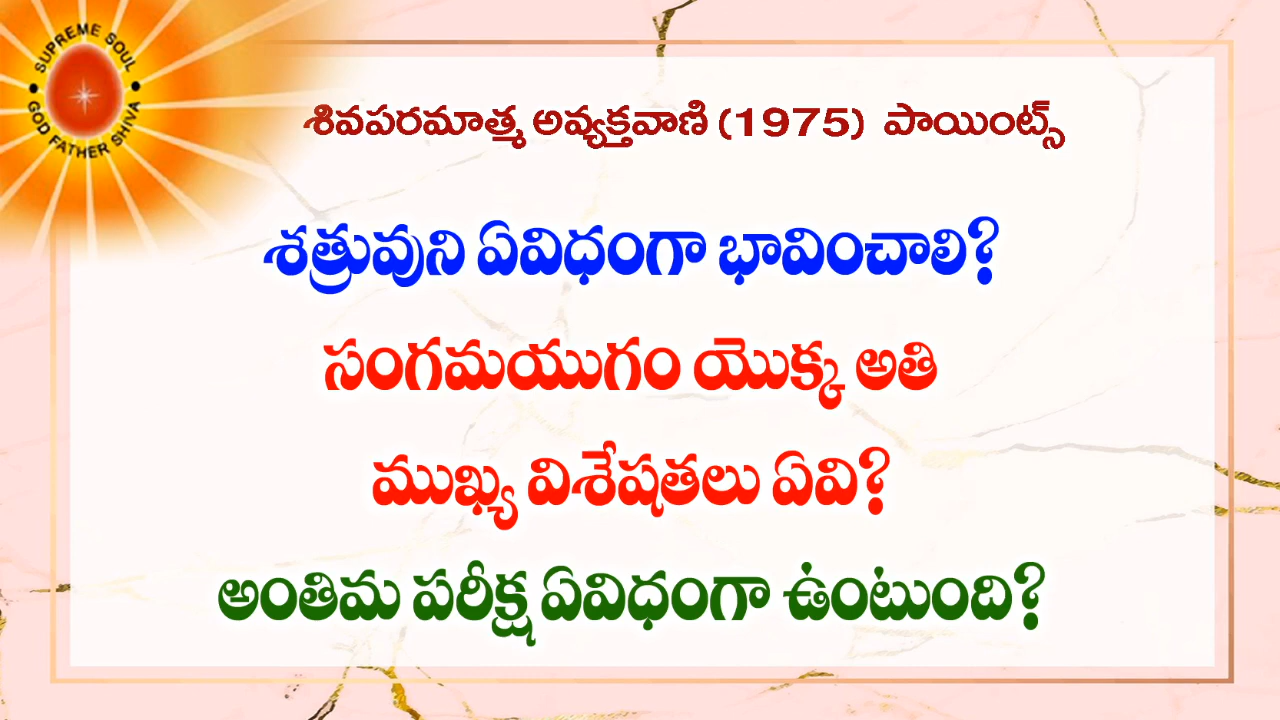 SUPREME SOUL
GOD FATHER SHIVA
శివపరమాత్మ అవ్యక్తవాణి (1975) పాయింట్స్
శత్రువుని ఏవిధంగా భావించాలి?
సంగమయుగం యొక్క అతి
ముఖ్య విశేషతలు ఏవి?
అంతిమ పరీక్ష ఏవిధంగా ఉంటుంది?